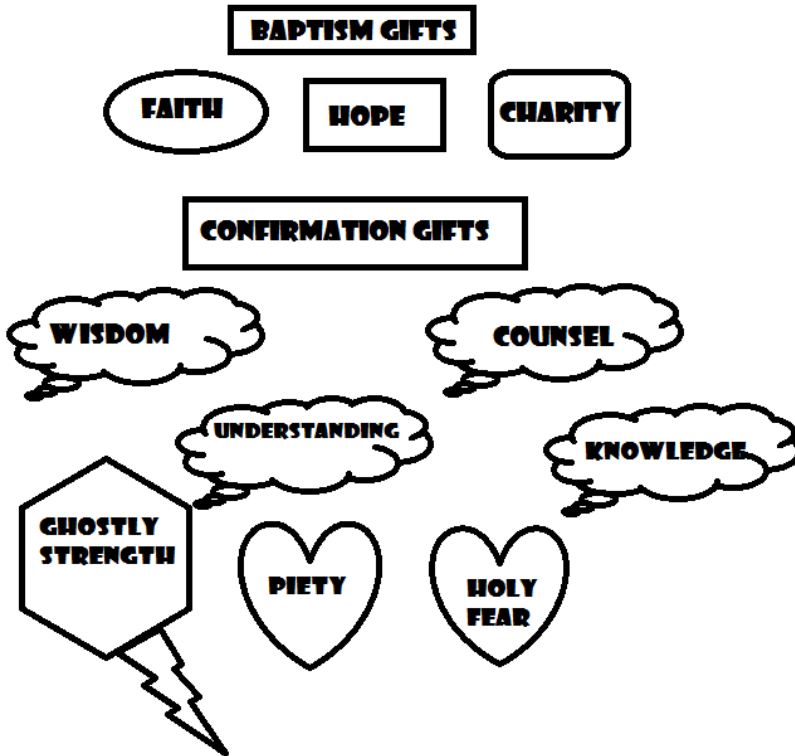 BAPTISM GIFTS
FAITH
HOPE
CHARITY
CONFIRMATION GIFTS
WISDOM
COUNSEL
UNDERSTANDING
KNOWLEDGE
GHOSTLY
STRENGTH
PIETY
HOLY
FEAR